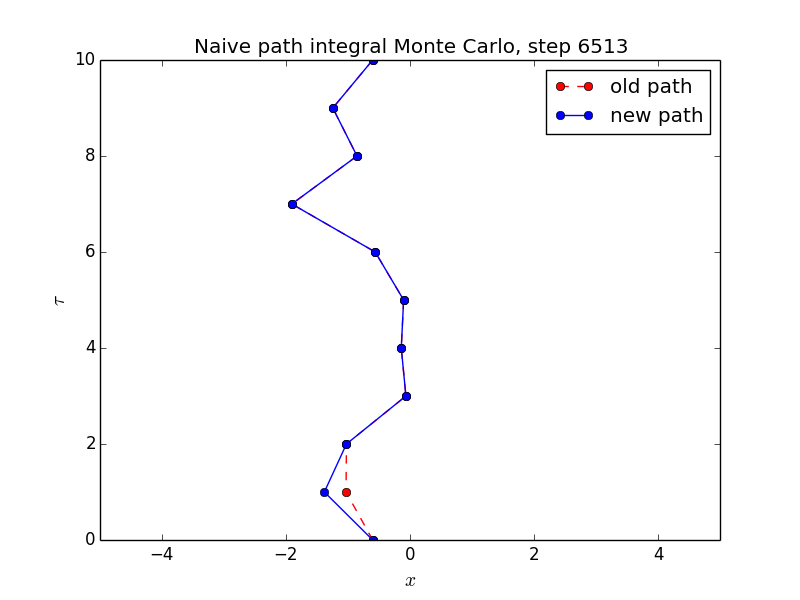 Naive path integral Monte Carlo, step 6513
old path
new path
10
8
6
4
2
0
τ
−4 −2 0 2 4
x